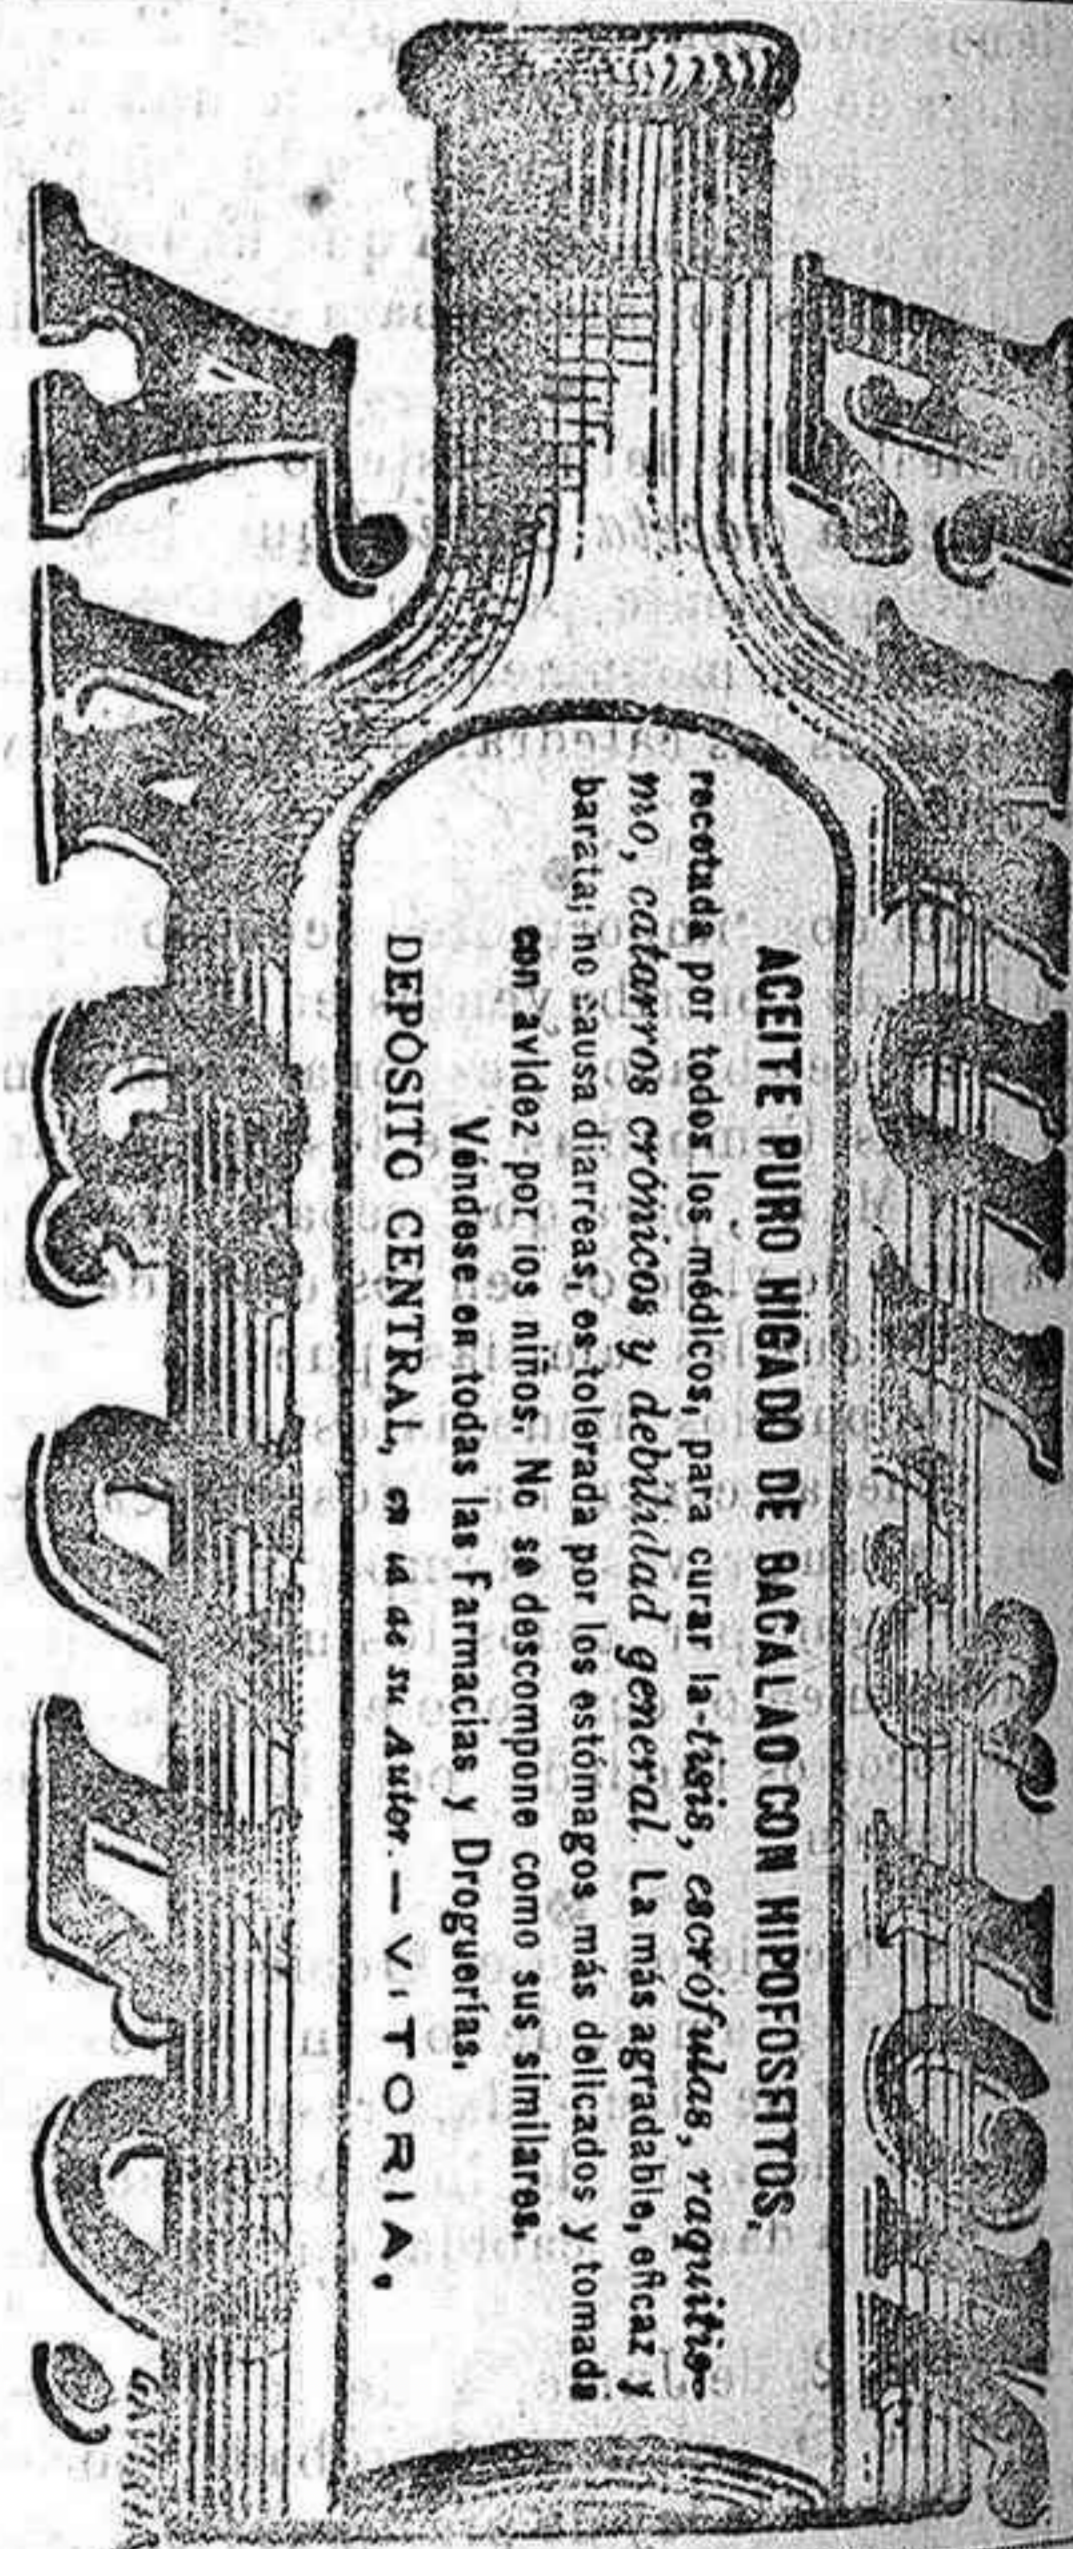 EMULSIÓN
ACEITE PURO HÍGADO DE BACALAO CON HIPOFOSFITOS,
recetada por todos los médicos, para curar la tisis, escrófulas, raquitis-
mo, catarros crónicos y debilidad general. La más agradable, eficaz y
barata; no causa diarreas, es tolerada por los estómagos más delicados y tomada
con avidez por los niños. No se descompone como sus similares.
Véndese en todas las Farmacias y Droguerías.
DEPÓSITO CENTRAL, en la de su Autor.—VITORIA.